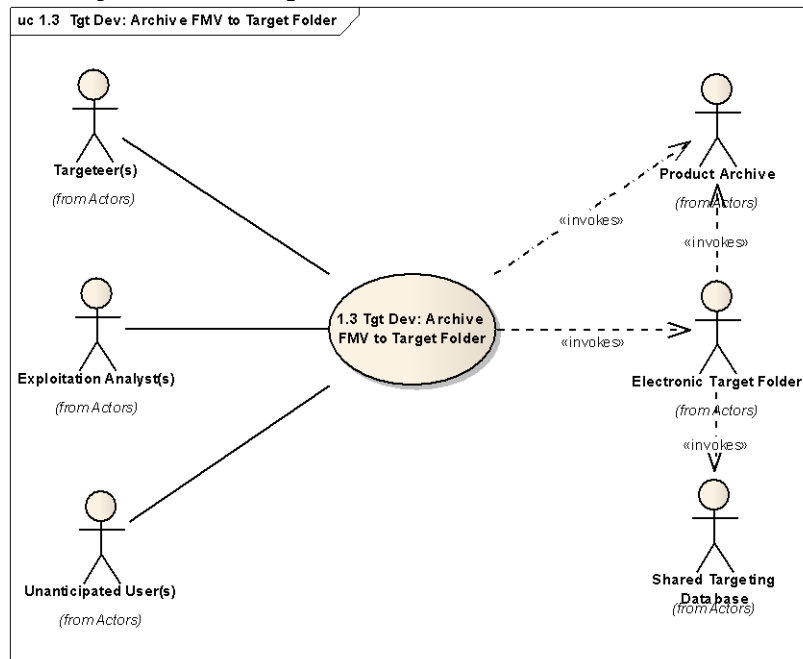 uc 1.3 Tgt Dev: Archive FMV to Target Folder
Targeteer(s)
(from Actors)
Product Archive
(from Actors)
«invokes»
«invokes»
1.3 Tgt Dev: Archive
FMV to Target Folder
«invokes»
Exploitation Analyst(s)
(from Actors)
Electronic Target Folder
(from Actors)
«invokes»
Unanticipated User(s)
(from Actors)
Shared Targeting
Database
(from Actors)